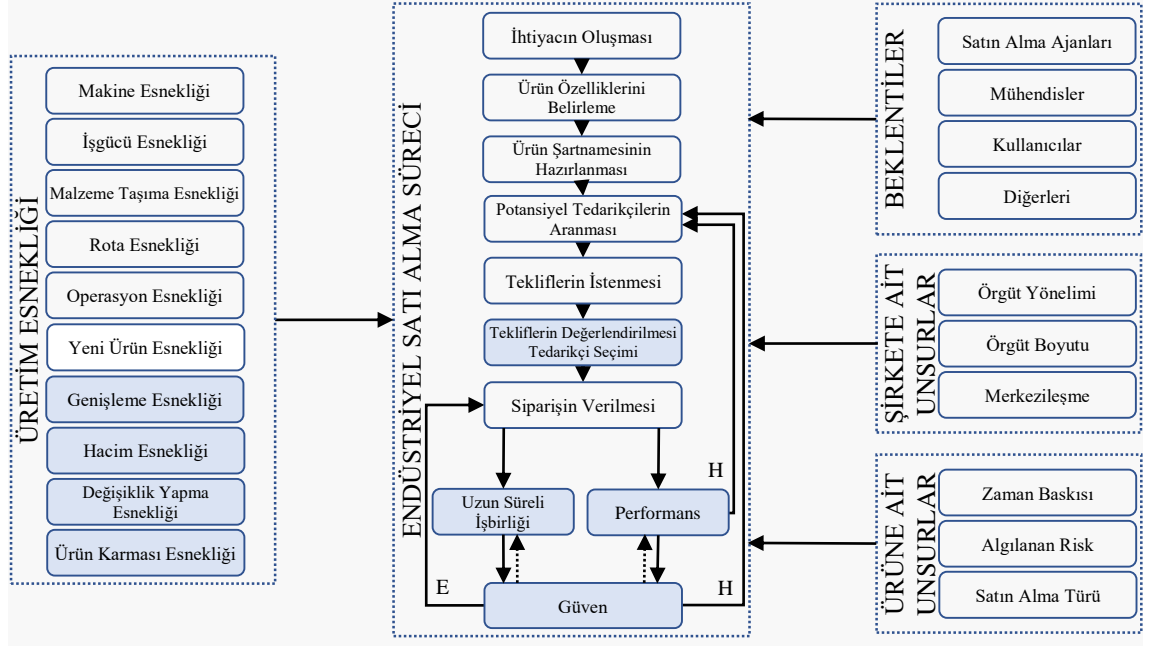 ÜRETİM ESNEKLİĞİ
Makine Esnekliği
İşgücü Esnekliği
Malzeme Taşıma Esnekliği
Rota Esnekliği
Operasyon Esnekliği
Yeni Ürün Esnekliği
Genişleme Esnekliği
Hacim Esnekliği
Değişiklik Yapma
Esnekliği
Ürün Karması Esnekliği
ENDÜSTRİYEL SATI ALMA SÜRECİ
İhtiyacın Oluşması
Ürün Özelliklerini
Belirleme
Ürün Şartnamesinin
Hazırlanması
Potansiyel Tedarikçilerin
Aranması
Tekliflerin İstenmesi
Tekliflerin Değerlendirilmesi
Tedarikçi Seçimi
Siparişin Verilmesi
H
Uzun Süreli
İşbirliği
Performans
E
H
Güven
BEKLENTİLER
Satın Alma Ajanları
Mühendisler
Kullanıcılar
Diğerleri
ŞİRKETE AİT
UNSURLAR
Örgüt Yönelimi
Örgüt Boyutu
Merkezileşme
ÜRÜNE AİT
UNSURLAR
Zaman Baskısı
Algılanan Risk
Satın Alma Türü